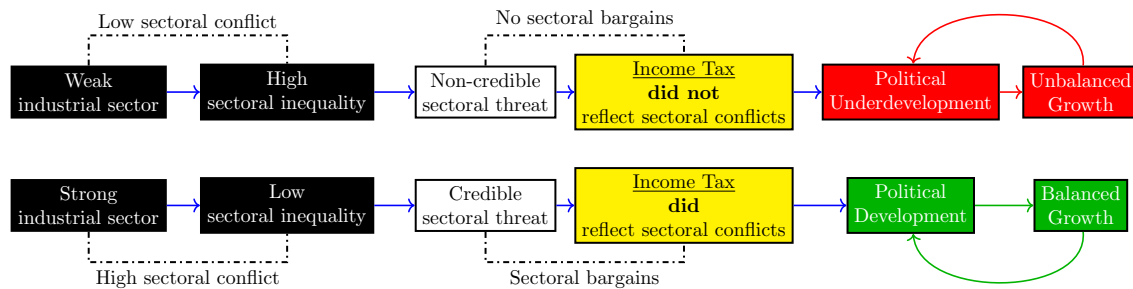 Low sectoral conflict
No sectoral bargains
Weak
industrial sector
High
sectoral inequality
Non-credible
sectoral threat
Income Tax
did not
reflect sectoral conflicts
Political
Underdevelopment
Unbalanced
Growth
Strong
industrial sector
Low
sectoral inequality
Credible
sectoral threat
Income Tax
did
reflect sectoral conflicts
Political
Development
Balanced
Growth
High sectoral conflict
Sectoral bargains